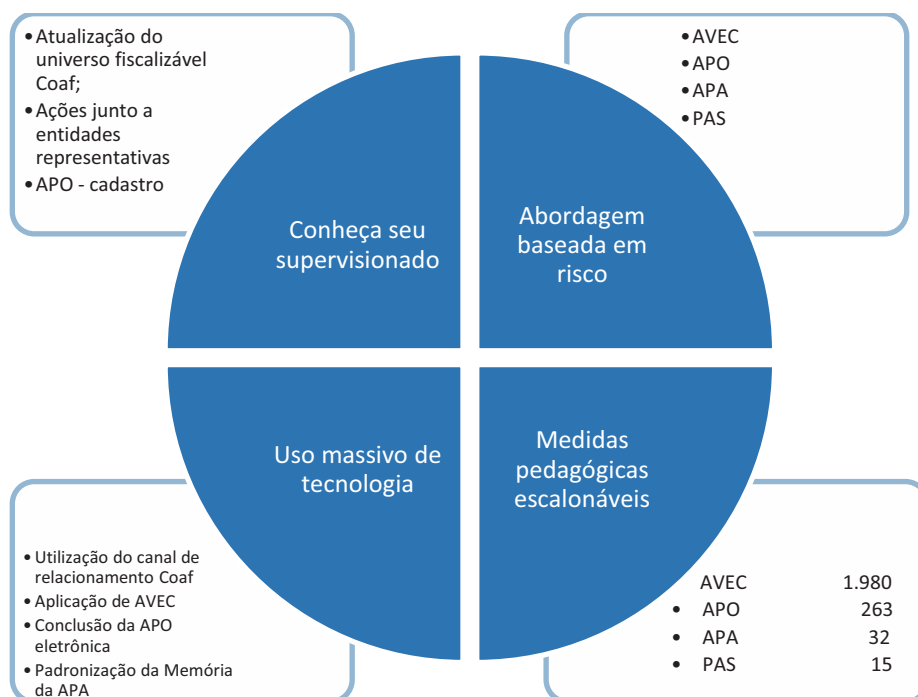 •Atualização do
universo fiscalizável
Coaf;
•Ações junto a
entidades
representativas
•APO - cadastro
•AVEC
•APO
•APA
•PAS
Conheça seu
supervisionado
Abordagem
baseada em
risco
Uso massivo de
tecnologia
Medidas
pedagógicas
escalonáveis
•Utilização do canal de
relacionamento Coaf
•Aplicação de AVEC
•Conclusão da APO
eletrônica
•Padronização da Memória
da APA
AVEC 1.980
• APO 263
• APA 32
• PAS 15